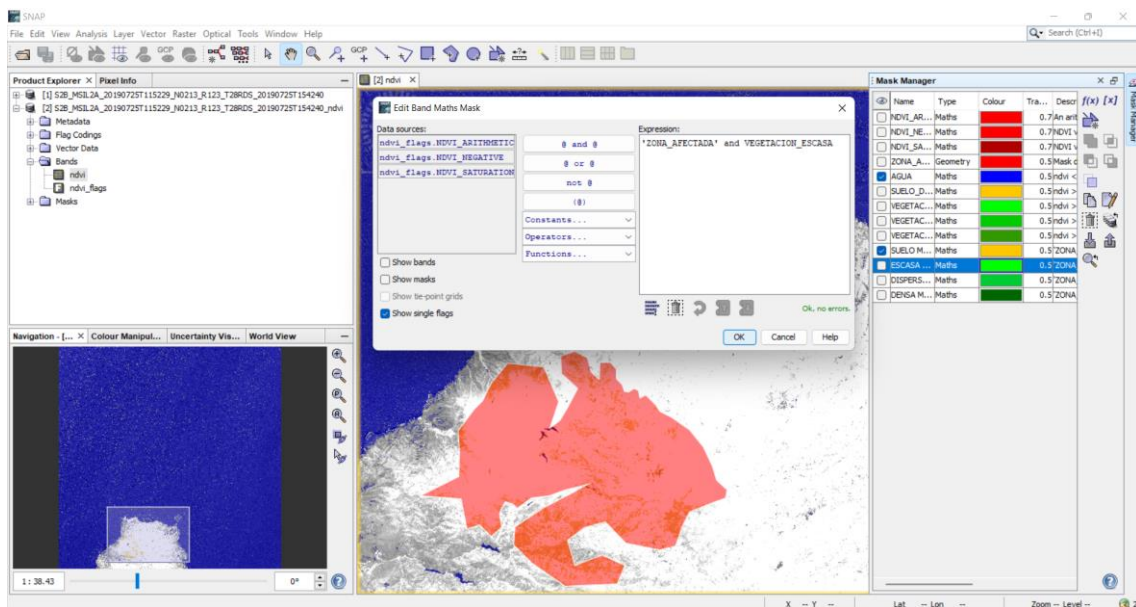 SNAP
File Edit View Analysis Layer Vector Raster Optical Tools Window Help
Search (Ctrl+I)
GCP GCP
Product Explorer Pixel Info
[1] S2B_MSIL2A_20190725T115229_N0213_R123_T28RDS_20190725T154240
[2] S2B_MSIL2A_20190725T115229_N0213_R123_T28RDS_20190725T154240_ndvi
Metadata
Flag Codings
Vector Data
Bands
ndvi
ndvi_flags
Masks
[2] ndvi
Edit Band Maths Mask
Data sources:
ndvi_flags.NDVI_ARITHMETIC
ndvi_flags.NDVI_NEGATIVE
ndvi_flags.NDVI_SATURATION
Show bands
Show masks
Show tie-point grids
Show single flags
@ and @
@ or @
not @
(@)
Constants...
Operators...
Functions...
Expression:
'ZONA_AFECTADA' and VEGETACION_ESCASA
Ok, no errors.
OK Cancel Help
Mask Manager
Name Type Colour Tra... Descr
NDVI_AR... Maths 0.7 An arit
NDVI_NE... Maths 0.7 NDVI v
NDVI_SA... Maths 0.7 NDVI v
ZONA_A... Geometry 0.5 Mask d
AGUA Maths 0.5 ndvi <
SUELO_D... Maths 0.5 ndvi >
VEGETAC... Maths 0.5 ndvi >
VEGETAC... Maths 0.5 ndvi >
VEGETAC... Maths 0.5 ndvi >
SUELO M... Maths 0.5 'ZONA
ESCASA ... Maths 0.5 'ZONA
DISPERS... Maths 0.5 'ZONA
DENSA M... Maths 0.5 'ZONA
f(x) [x]
Mask Manager
Navigation - [... Colour Manipul... Uncertainty Vis... World View
1 : 38.43
0°
X -- Y -- Lat -- Lon -- Zoom -- Level --